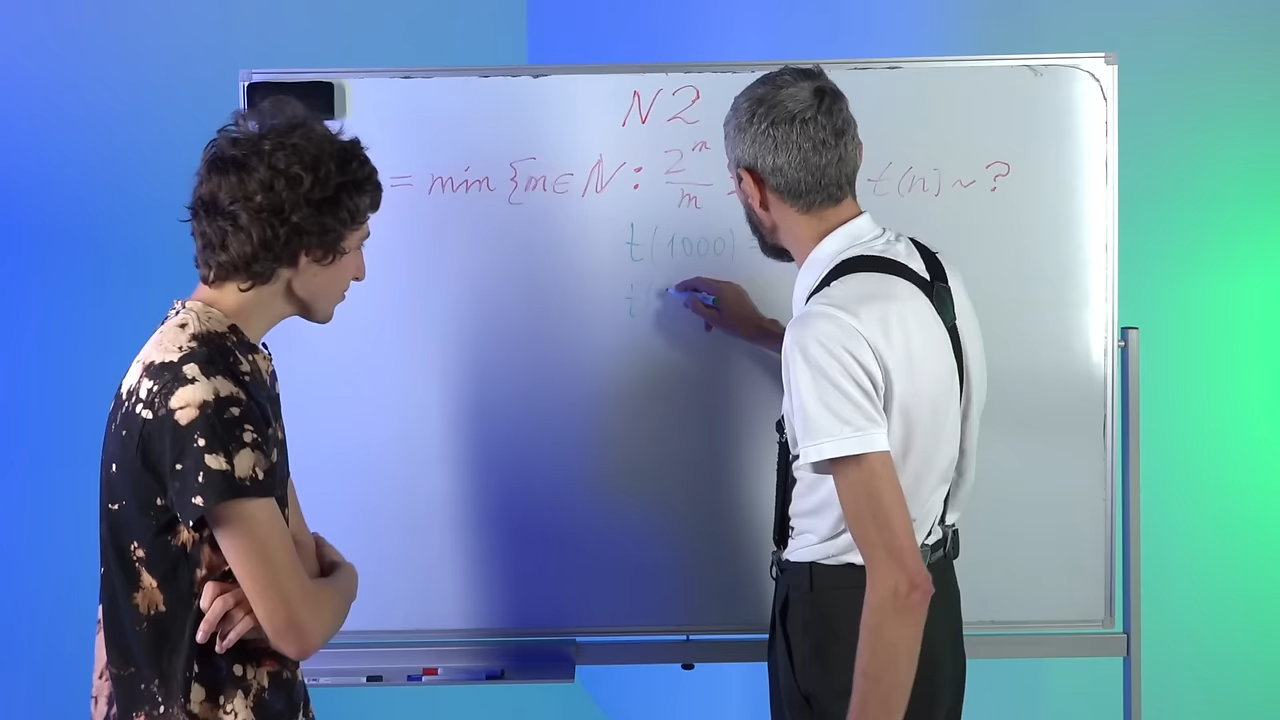 N2
= min {m ∈ ℕ : 2^m / m t(n) ~ ?
t(1000) =
t